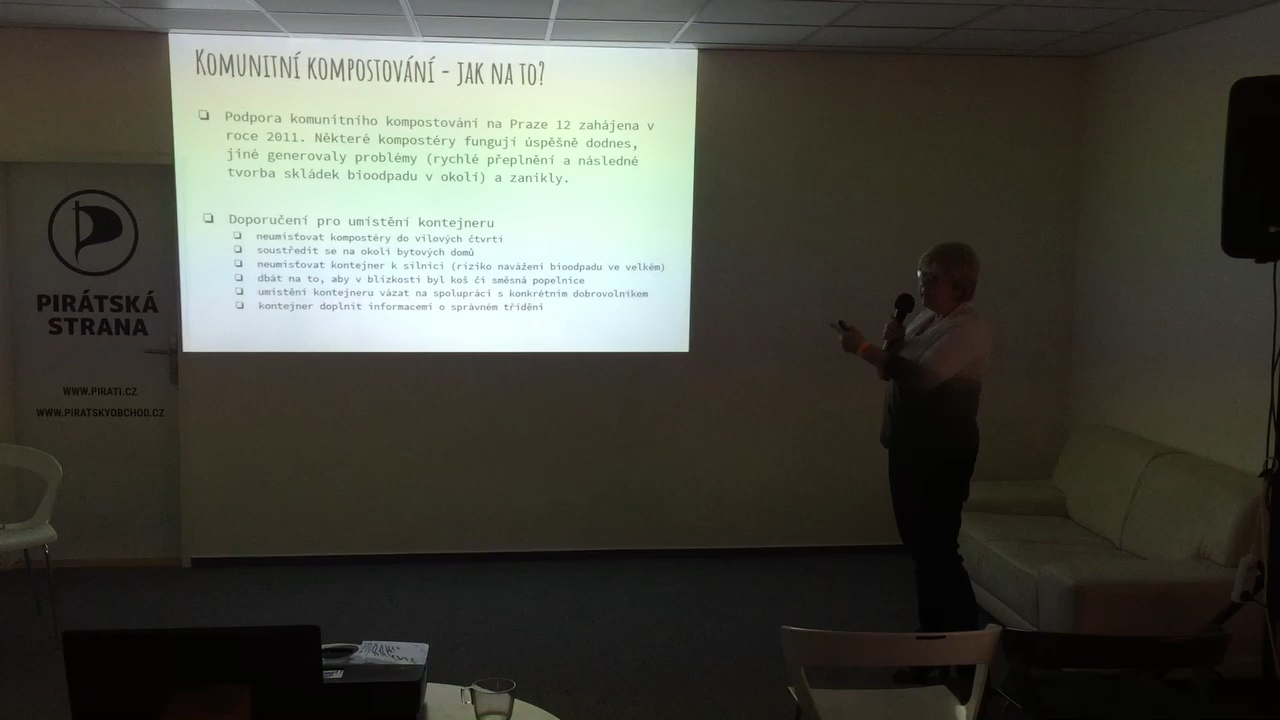 KOMUNITNÍ KOMPOSTOVÁNÍ - JAK NA TO?
Podpora komunitního kompostování na Praze 12 zahájena v
roce 2011. Některé kompostéry fungují úspěšně dodnes,
jiné generovaly problémy (rychlé přeplnění a následné
tvorba skládek bioodpadu v okolí) a zanikly.
Doporučení pro umístění kontejneru
neumisťovat kompostéry do vilových čtvrtí
soustředit se na okolí bytových domů
neumisťovat kontejner k silnici (riziko navážení bioodpadu ve velkém)
dbát na to, aby v blízkosti byl koš či směsná popelnice
umístění kontejneru vázat na spolupráci s konkrétním dobrovolníkem
kontejner doplnit informacemi o správném třídění
PIRÁTSKÁ
STRANA
WWW.PIRATI.CZ
WWW.PIRATSKYOBCHOD.CZ